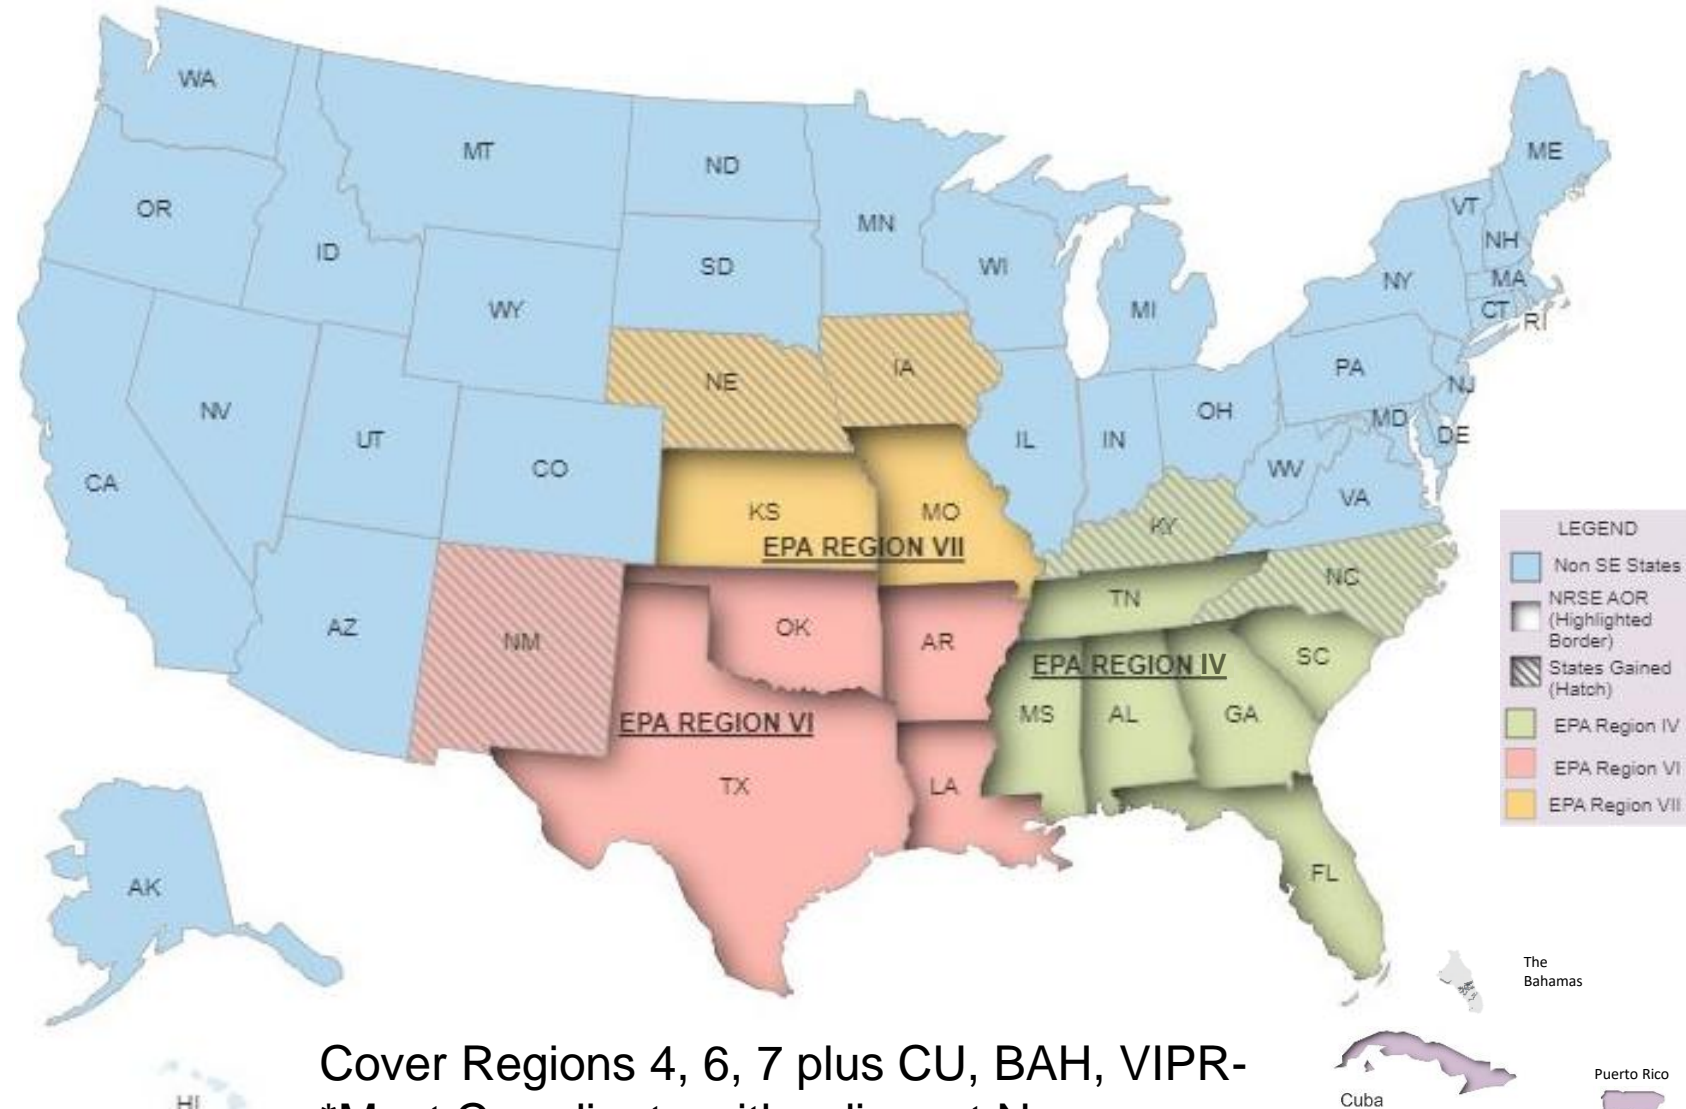 WA
MT
ND
ME
OR
ID
MN
VT
NH
SD
WI
NY
MA
WY
MI
CT
RI
NE
IA
PA
NJ
NV
UT
CO
IL
IN
OH
MD
DE
CA
WV
VA
KS
MO
KY
EPA REGION VII
AZ
NM
OK
AR
TN
NC
EPA REGION VI
EPA REGION IV
SC
MS
AL
GA
TX
LA
AK
FL
LEGEND
Non SE States
NRSE AOR
(Highlighted
Border)
States Gained
(Hatch)
EPA Region IV
EPA Region VI
EPA Region VII
The
Bahamas
Cover Regions 4, 6, 7 plus CU, BAH, VIPR-
Puerto Rico
Cuba
HI